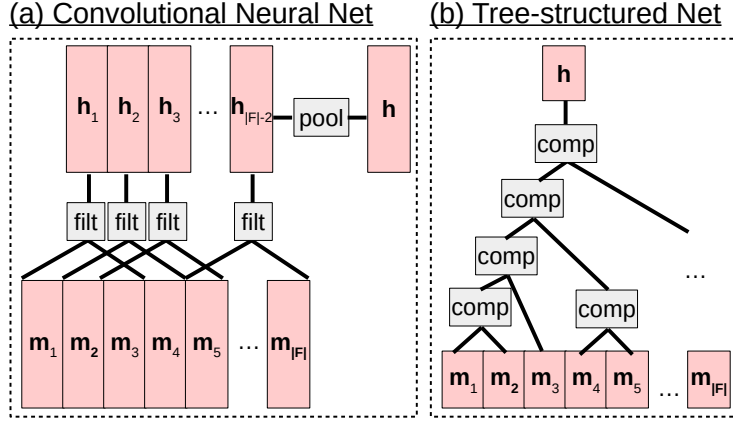 (a) Convolutional Neural Net
h1 h2 h3 ... h|F|-2 pool h
filt filt filt filt
m1 m2 m3 m4 m5 ... m|F|
(b) Tree-structured Net
h
comp
comp
comp
...
comp comp
m1 m2 m3 m4 m5 ... m|F|